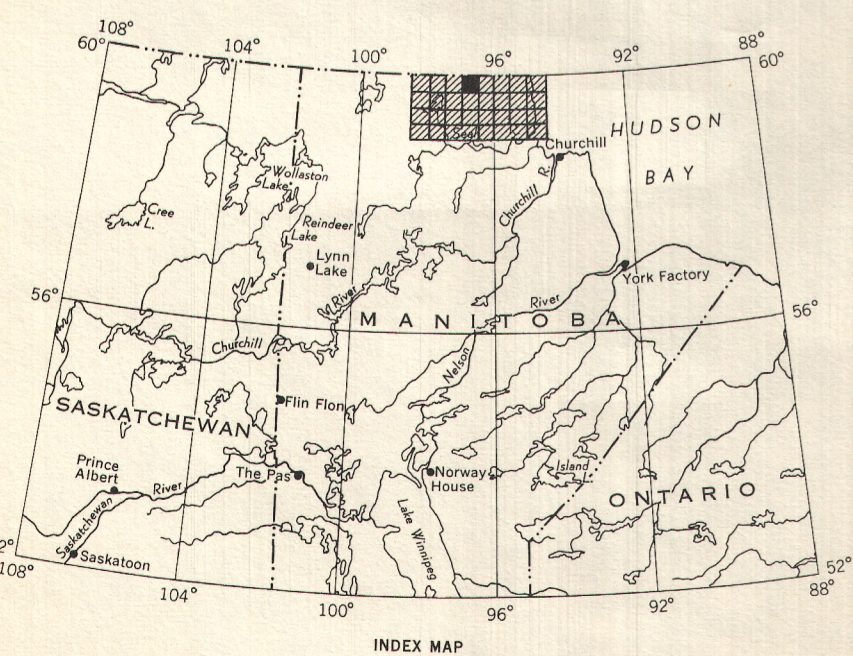 108°
60°
104°
100°
96°
92°
88°
60°
HUDSON
BAY
Seal
Churchill
Churchill R.
Wollaston
Lake
Cree
L.
Reindeer
Lake
Lynn
Lake
River
York Factory
River
56°
MANITOBA
56°
Churchill
Nelson
Flin Flon
SASKATCHEWAN
Prince
Albert
River
The Pas
Norway
House
Island L.
ONTARIO
Saskatchewan
Saskatoon
Lake Winnipeg
2°
108°
104°
100°
96°
92°
52°
88°
INDEX MAP